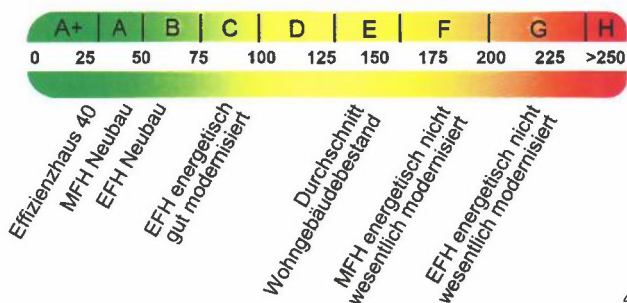 A+ A B C D E F G H
0 25 50 75 100 125 150 175 200 225 >250
Effizienzhaus 40
MFH Neubau
EFH Neubau
EFH energetisch
gut modernisiert
Durchschnitt
Wohngebäudebestand
MFH energetisch nicht
wesentlich modernisiert
EFH energetisch nicht
wesentlich modernisiert